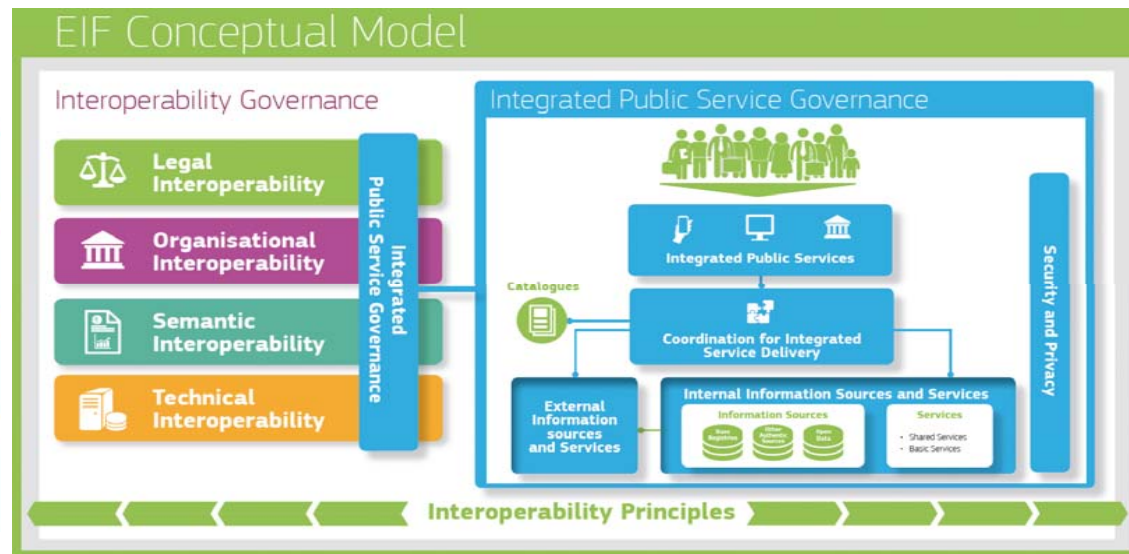 EIF Conceptual Model
Interoperability Governance
Legal
Interoperability
Organisational
Interoperability
Semantic
Interoperability
Technical
Interoperability
Integrated
Public Service Governance
Integrated Public Service Governance
Integrated Public Services
Catalogues
Coordination for Integrated
Service Delivery
External
Information
sources
and Services
Internal Information Sources and Services
Information Sources
Base
Registries
Other
Authentic
Sources
Open
Data
Services
• Shared Services
• Basic Services
Security and Privacy
Interoperability Principles